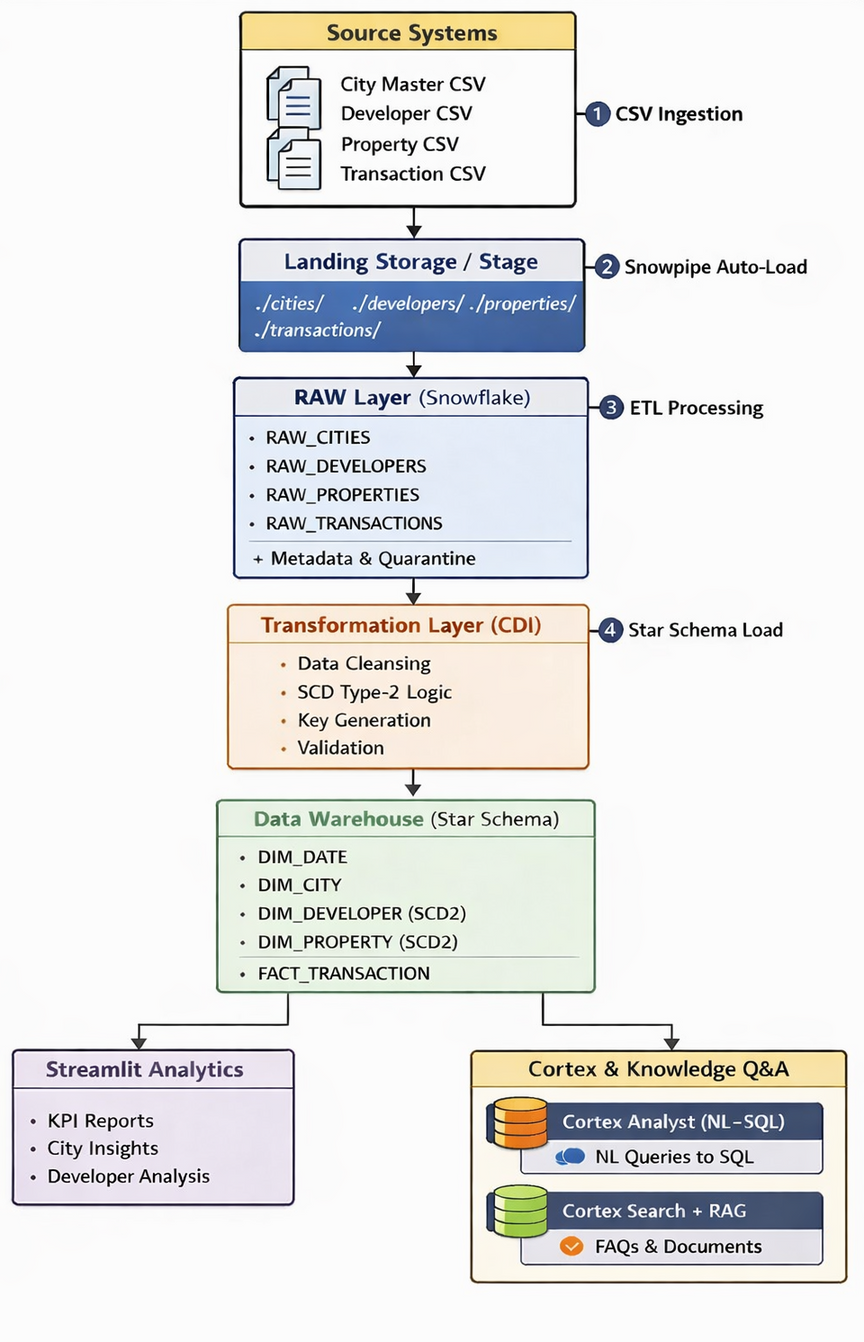 Source Systems
City Master CSV
Developer CSV
Property CSV
Transaction CSV
1 CSV Ingestion
Landing Storage / Stage
./cities/ ./developers/ ./properties/
./transactions/
2 Snowpipe Auto-Load
RAW Layer (Snowflake)
• RAW_CITIES
• RAW_DEVELOPERS
• RAW_PROPERTIES
• RAW_TRANSACTIONS
+ Metadata & Quarantine
3 ETL Processing
Transformation Layer (CDI)
• Data Cleansing
• SCD Type-2 Logic
• Key Generation
• Validation
4 Star Schema Load
Data Warehouse (Star Schema)
• DIM_DATE
• DIM_CITY
• DIM_DEVELOPER (SCD2)
• DIM_PROPERTY (SCD2)
• FACT_TRANSACTION
Streamlit Analytics
• KPI Reports
• City Insights
• Developer Analysis
Cortex & Knowledge Q&A
Cortex Analyst (NL-SQL)
NL Queries to SQL
Cortex Search + RAG
FAQs & Documents